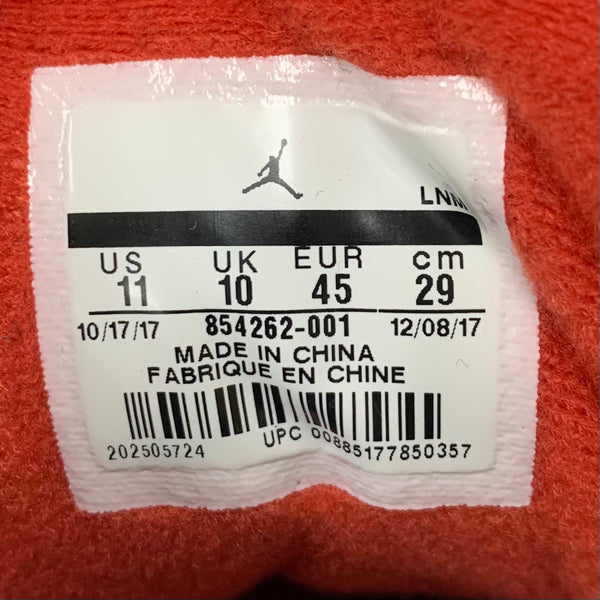 LNM
US UK EUR cm
11 10 45 29
10/17/17 854262-001 12/08/17
MADE IN CHINA
FABRIQUE EN CHINE
202505724 UPC 00885177850357